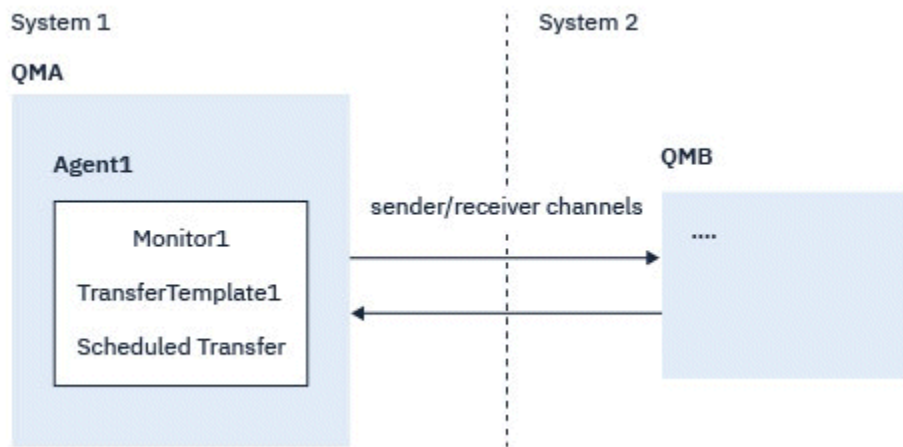 System 1
System 2
QMA
Agent1
Monitor1
TransferTemplate1
Scheduled Transfer
sender/receiver channels
QMB
....